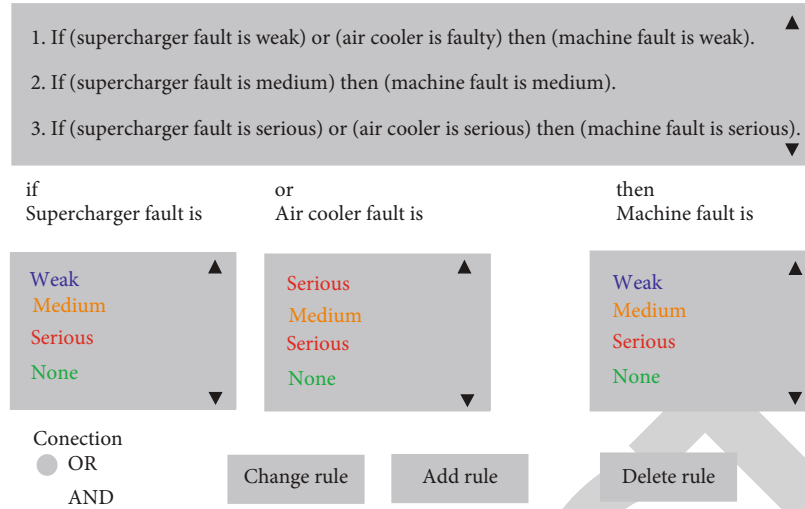 1. If (supercharger fault is weak) or (air cooler is faulty) then (machine fault is weak).
2. If (supercharger fault is medium) then (machine fault is medium).
3. If (supercharger fault is serious) or (air cooler is serious) then (machine fault is serious).
if
Supercharger fault is
or
Air cooler fault is
then
Machine fault is
Weak
Medium
Serious
None
Serious
Medium
Serious
None
Weak
Medium
Serious
None
Conection
OR
AND
Change rule
Add rule
Delete rule